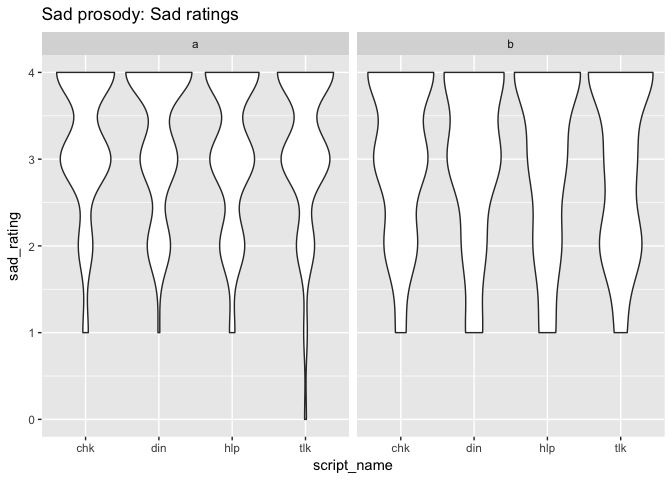 Sad prosody: Sad ratings
a
b
sad_rating
4
3
2
1
0
chk din hlp tlk
chk din hlp tlk
script_name